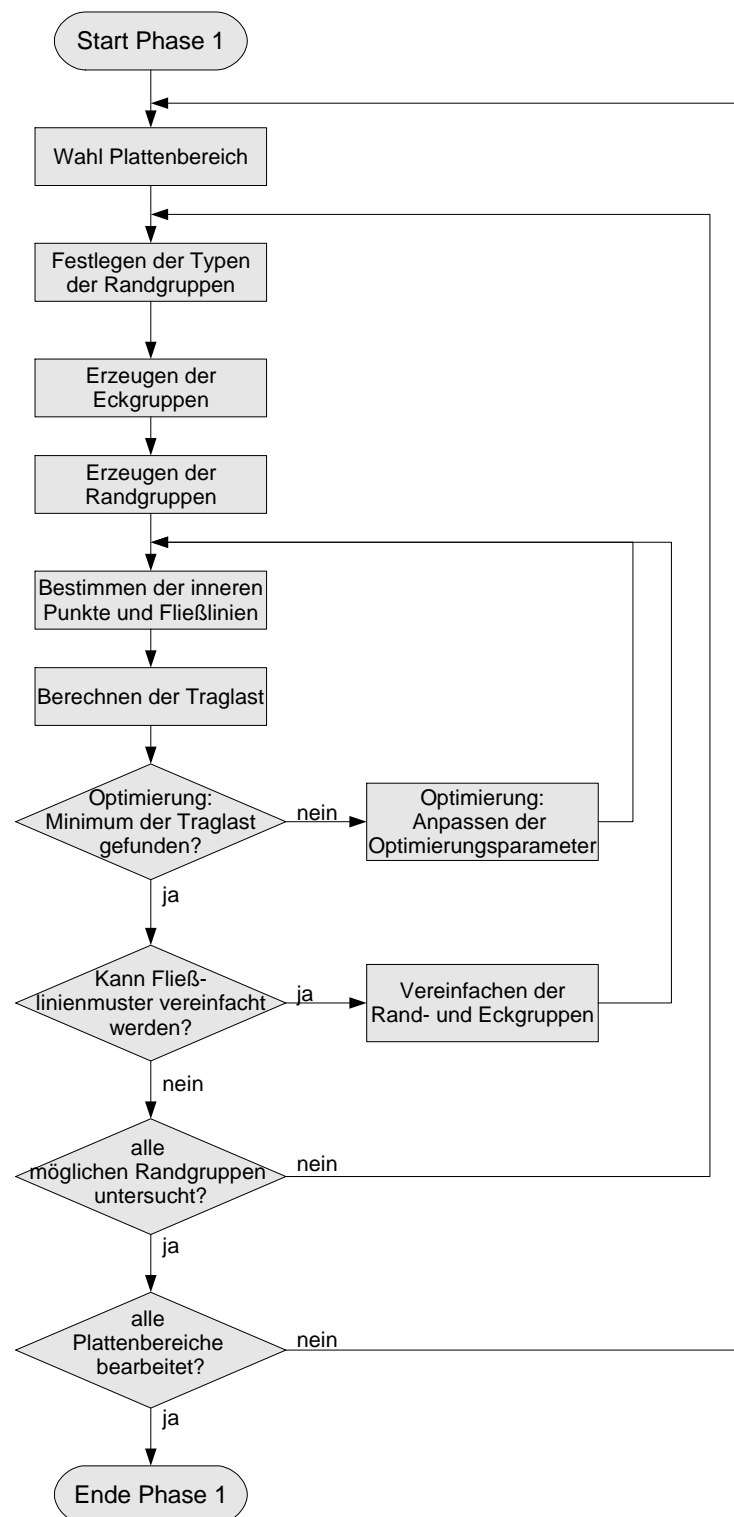 Start Phase 1
Wahl Plattenbereich
Festlegen der Typen
der Randgruppen
Erzeugen der
Eckgruppen
Erzeugen der
Randgruppen
Bestimmen der inneren
Punkte und Fließlinien
Berechnen der Traglast
Optimierung:
Minimum der Traglast
gefunden?
nein
Optimierung:
Anpassen der
Optimierungsparameter
ja
Kann Fließ-
linienmuster vereinfacht
werden?
ja
Vereinfachen der
Rand- und Eckgruppen
nein
alle
möglichen Randgruppen
untersucht?
nein
ja
alle
Plattenbereiche
bearbeitet?
nein
ja
Ende Phase 1